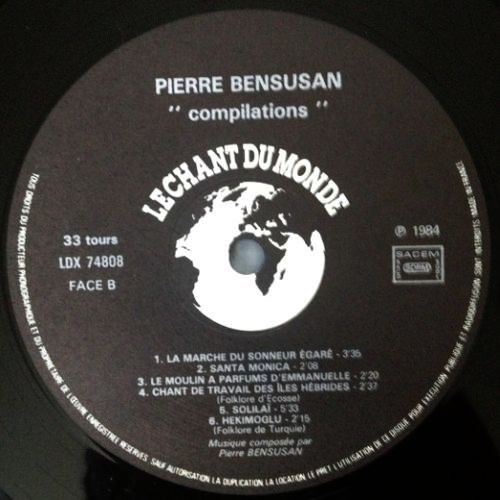 PIERRE BENSUSAN
" compilations "
LE CHANT DU MONDE
33 tours
LDX 74808
FACE B
℗ 1984
SACEM
SDRM
1. LA MARCHE DU SONNEUR ÉGARÉ - 3'35
2. SANTA MONICA - 2'08
3. LE MOULIN A PARFUMS D'EMMANUELLE - 2'20
4. CHANT DE TRAVAIL DES ÎLES HÉBRIDES - 2'37
(Folklore d'Ecosse)
5. SOLILAÏ - 5'33
6. HEKIMOGLU - 2'15
(Folklore de Turquie)
Musique composée par
Pierre BENSUSAN
TOUS DROITS DU PRODUCTEUR PHONOGRAPHIQUE ET DU PROPRIETAIRE DE L'ŒUVRE ENREGISTRÉE RESERVES. SAUF AUTORISATION LA DUPLICATION LA LOCATION LE PRÊT L'UTILISATION DE CE DISQUE POUR EXECUTION PUBLIQUE ET RADIODIFFUSION SONT INTERDITS. MADE IN FRANCE